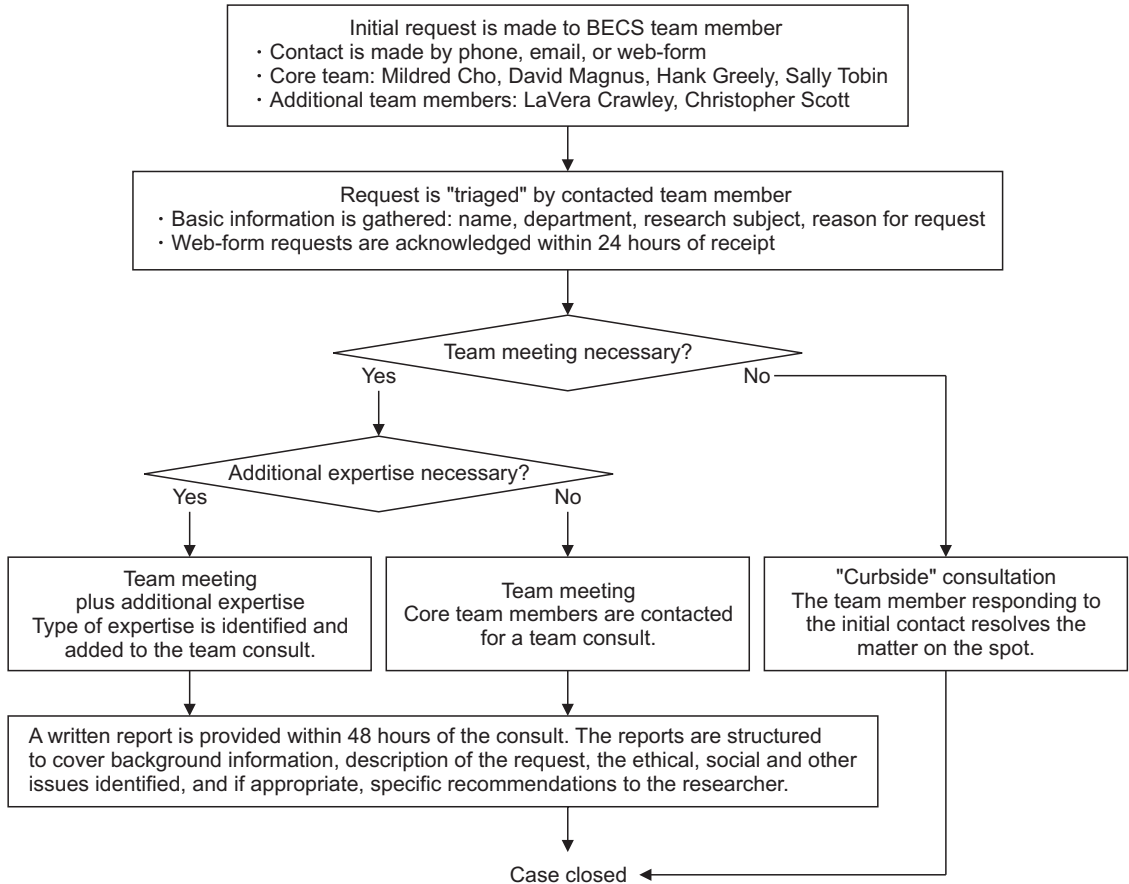 Initial request is made to BECS team member
· Contact is made by phone, email, or web-form
· Core team: Mildred Cho, David Magnus, Hank Greely, Sally Tobin
· Additional team members: LaVera Crawley, Christopher Scott
Request is "triaged" by contacted team member
· Basic information is gathered: name, department, research subject, reason for request
· Web-form requests are acknowledged within 24 hours of receipt
Team meeting necessary?
Yes
No
Additional expertise necessary?
Yes
No
Team meeting
plus additional expertise
Type of expertise is identified and
added to the team consult.
Team meeting
Core team members are contacted
for a team consult.
"Curbside" consultation
The team member responding to
the initial contact resolves the
matter on the spot.
A written report is provided within 48 hours of the consult. The reports are structured
to cover background information, description of the request, the ethical, social and other
issues identified, and if appropriate, specific recommendations to the researcher.
Case closed